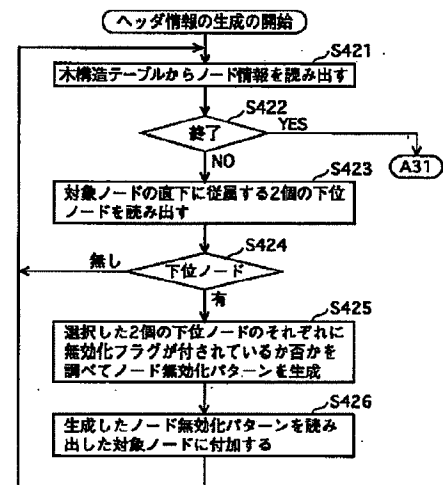 ヘッダ情報の生成の開始
S421
木構造テーブルからノード情報を読み出す
S422
終了
YES
A31
NO
S423
対象ノードの直下に従属する2個の下位
ノードを読み出す
S424
無し
下位ノード
有
S425
選択した2個の下位ノードのそれぞれに
無効化フラグが付されているか否かを
調べてノード無効化パターンを生成
S426
生成したノード無効化パターンを読み
出した対象ノードに付加する